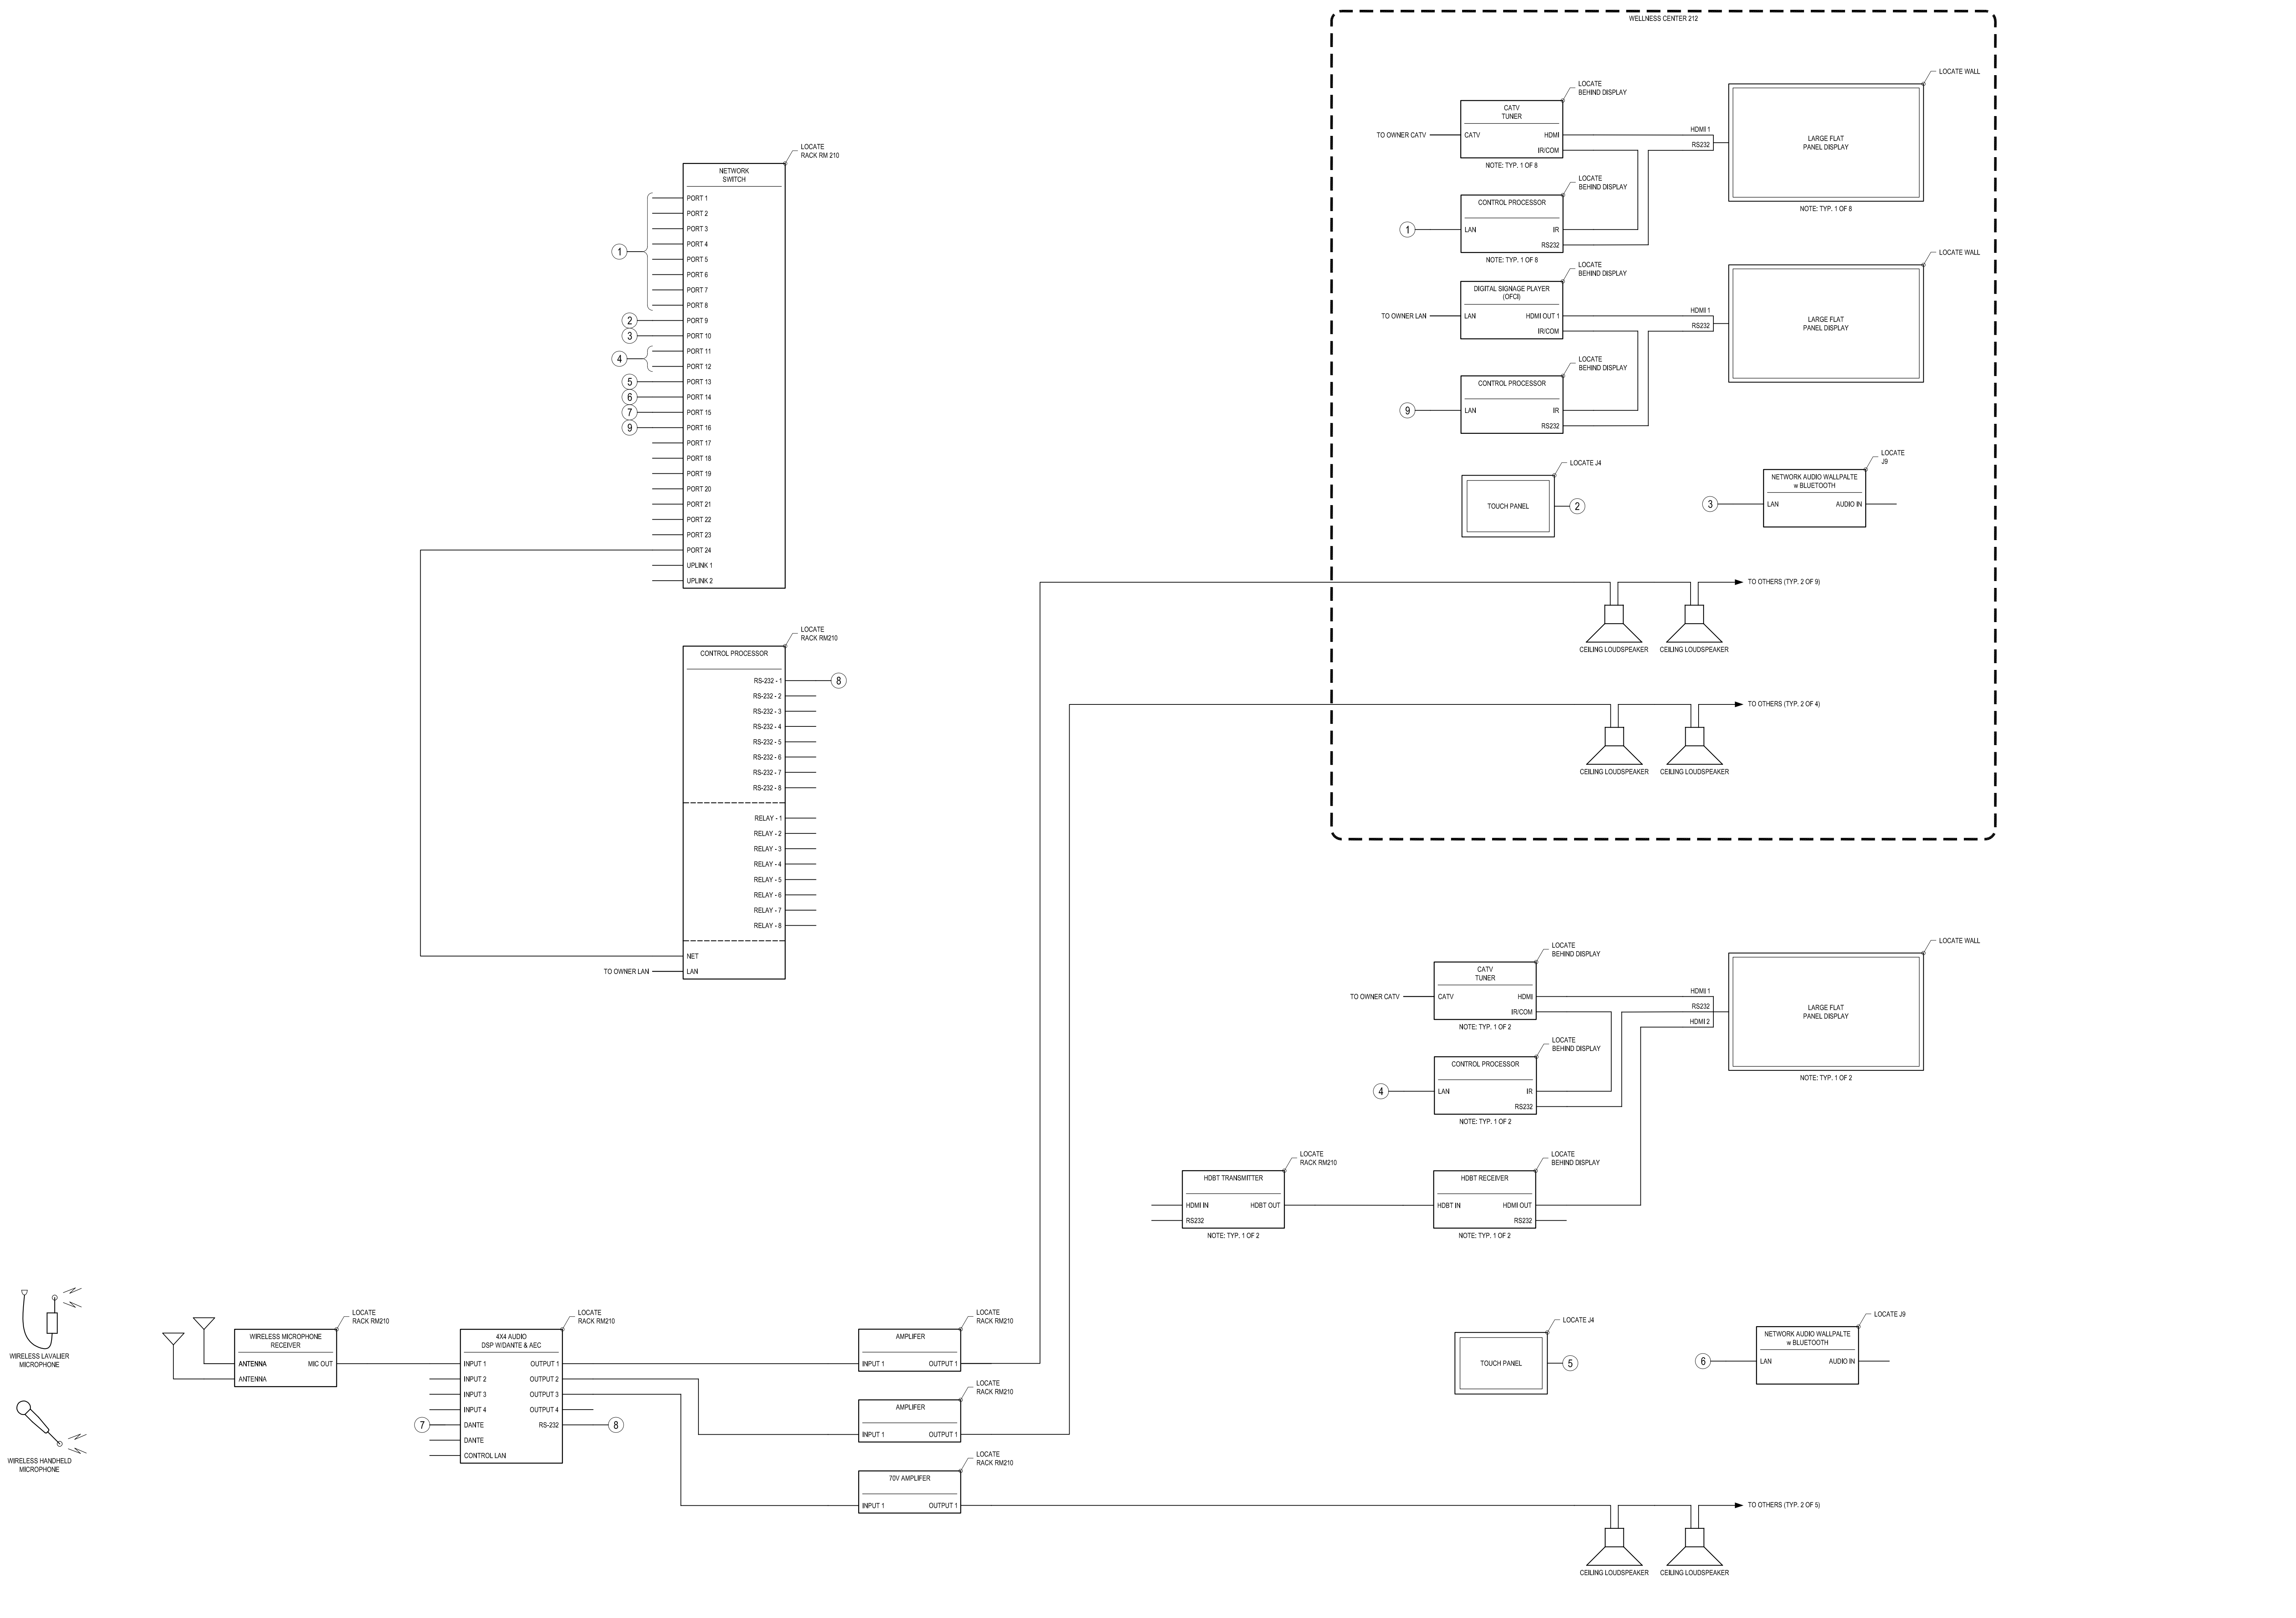 WELLNESS CENTER 212
LOCATE
BEHIND DISPLAY
CATV
TUNER
TO OWNER CATV
CATV
HDMI
IR/COM
NOTE: TYP. 1 OF 8
HDMI 1
RS232
LOCATE WALL
LARGE FLAT
PANEL DISPLAY
NOTE: TYP. 1 OF 8
LOCATE
BEHIND DISPLAY
CONTROL PROCESSOR
1
LAN
IR
RS232
NOTE: TYP. 1 OF 8
LOCATE
BEHIND DISPLAY
DIGITAL SIGNAGE PLAYER
(OFCI)
TO OWNER LAN
LAN
HDMI OUT 1
IR/COM
HDMI 1
RS232
LOCATE WALL
LARGE FLAT
PANEL DISPLAY
LOCATE
BEHIND DISPLAY
CONTROL PROCESSOR
9
LAN
IR
RS232
LOCATE J4
TOUCH PANEL
2
LOCATE
J9
NETWORK AUDIO WALLPALTE
w BLUETOOTH
3
LAN
AUDIO IN
TO OTHERS (TYP. 2 OF 9)
CEILING LOUDSPEAKER
CEILING LOUDSPEAKER
TO OTHERS (TYP. 2 OF 4)
CEILING LOUDSPEAKER
CEILING LOUDSPEAKER
LOCATE
RACK RM 210
NETWORK
SWITCH
PORT 1
PORT 2
PORT 3
PORT 4
PORT 5
1
PORT 6
PORT 7
PORT 8
2
PORT 9
3
PORT 10
PORT 11
4
PORT 12
5
PORT 13
6
PORT 14
7
PORT 15
9
PORT 16
PORT 17
PORT 18
PORT 19
PORT 20
PORT 21
PORT 22
PORT 23
PORT 24
UPLINK 1
UPLINK 2
LOCATE
RACK RM210
CONTROL PROCESSOR
RS-232 - 1
8
RS-232 - 2
RS-232 - 3
RS-232 - 4
RS-232 - 5
RS-232 - 6
RS-232 - 7
RS-232 - 8
RELAY - 1
RELAY - 2
RELAY - 3
RELAY - 4
RELAY - 5
RELAY - 6
RELAY - 7
RELAY - 8
NET
TO OWNER LAN
LAN
LOCATE
BEHIND DISPLAY
CATV
TUNER
TO OWNER CATV
CATV
HDMI
IR/COM
NOTE: TYP. 1 OF 2
HDMI 1
RS232
HDMI 2
LOCATE WALL
LARGE FLAT
PANEL DISPLAY
NOTE: TYP. 1 OF 2
LOCATE
BEHIND DISPLAY
CONTROL PROCESSOR
4
LAN
IR
RS232
NOTE: TYP. 1 OF 2
LOCATE
RACK RM210
HDBT TRANSMITTER
HDMI IN
HDBT OUT
RS232
NOTE: TYP. 1 OF 2
LOCATE
BEHIND DISPLAY
HDBT RECEIVER
HDBT IN
HDMI OUT
RS232
NOTE: TYP. 1 OF 2
WIRELESS LAVALIER
MICROPHONE
WIRELESS HANDHELD
MICROPHONE
LOCATE
RACK RM210
WIRELESS MICROPHONE
RECEIVER
ANTENNA
MIC OUT
ANTENNA
LOCATE
RACK RM210
4X4 AUDIO
DSP W/DANTE & AEC
INPUT 1
OUTPUT 1
INPUT 2
OUTPUT 2
INPUT 3
OUTPUT 3
INPUT 4
OUTPUT 4
7
DANTE
RS-232
8
DANTE
CONTROL LAN
LOCATE
RACK RM210
AMPLIFER
INPUT 1
OUTPUT 1
LOCATE
RACK RM210
AMPLIFER
INPUT 1
OUTPUT 1
LOCATE
RACK RM210
70V AMPLIFER
INPUT 1
OUTPUT 1
LOCATE J4
TOUCH PANEL
5
LOCATE J9
NETWORK AUDIO WALLPALTE
w BLUETOOTH
6
LAN
AUDIO IN
TO OTHERS (TYP. 2 OF 5)
CEILING LOUDSPEAKER
CEILING LOUDSPEAKER